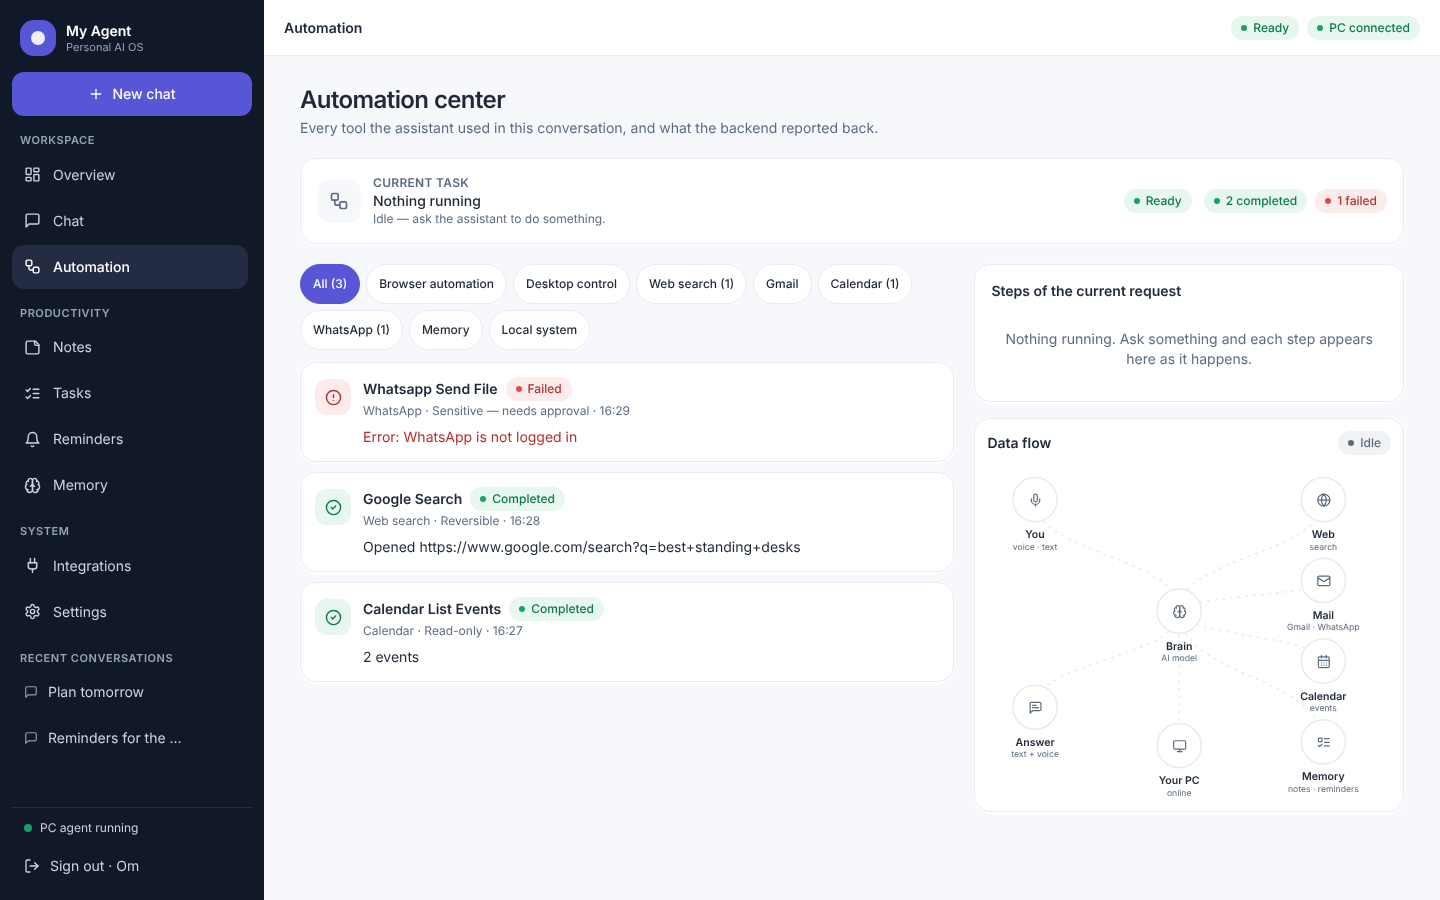 My Agent
Personal AI OS
New chat
WORKSPACE
Overview
Chat
Automation
PRODUCTIVITY
Notes
Tasks
Reminders
Memory
SYSTEM
Integrations
Settings
RECENT CONVERSATIONS
Plan tomorrow
Reminders for the ...
PC agent running
Sign out · Om
Automation
Ready
PC connected
Automation center
Every tool the assistant used in this conversation, and what the backend reported back.
CURRENT TASK
Nothing running
Idle — ask the assistant to do something.
Ready
2 completed
1 failed
All (3)
Browser automation
Desktop control
Web search (1)
Gmail
Calendar (1)
WhatsApp (1)
Memory
Local system
Whatsapp Send File
Failed
WhatsApp · Sensitive — needs approval · 16:29
Error: WhatsApp is not logged in
Google Search
Completed
Web search · Reversible · 16:28
Opened https://www.google.com/search?q=best+standing+desks
Calendar List Events
Completed
Calendar · Read-only · 16:27
2 events
Steps of the current request
Nothing running. Ask something and each step appears
here as it happens.
Data flow
Idle
You
voice · text
Web
search
Mail
Gmail · WhatsApp
Brain
AI model
Calendar
events
Answer
text + voice
Your PC
online
Memory
notes · reminders